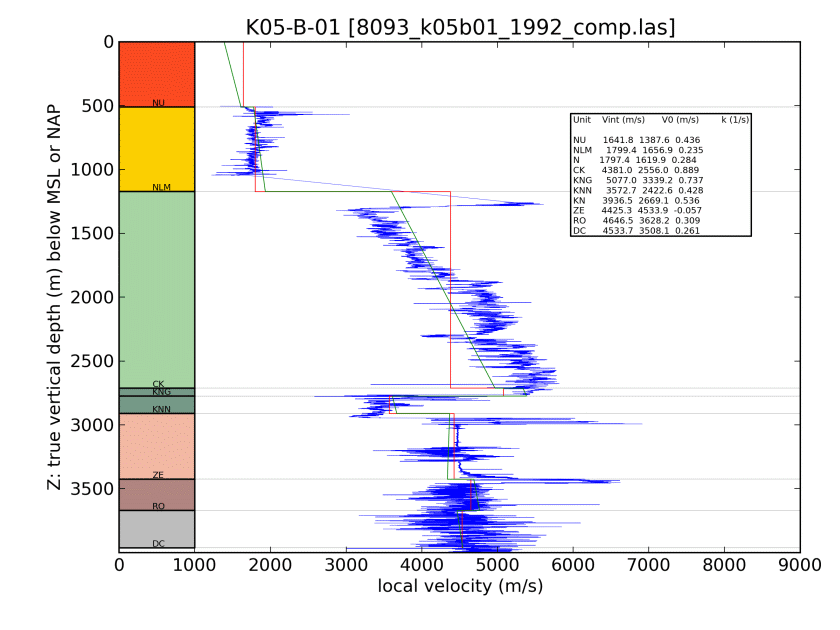 K05-B-01 [8093_k05b01_1992_comp.las]
Z: true vertical depth (m) below MSL or NAP
0
500
1000
1500
2000
2500
3000
3500
NU
NLM
CK
KNG
KNN
ZE
RO
DC
Unit Vint (m/s) V0 (m/s) k (1/s)
NU 1641.8 1387.6 0.436
NLM 1799.4 1656.9 0.235
N 1797.4 1619.9 0.284
CK 4381.0 2556.0 0.889
KNG 5077.0 3339.2 0.737
KNN 3572.7 2422.6 0.428
KN 3936.5 2669.1 0.536
ZE 4425.3 4533.9 -0.057
RO 4646.5 3628.2 0.309
DC 4533.7 3508.1 0.261
0 1000 2000 3000 4000 5000 6000 7000 8000 9000
local velocity (m/s)